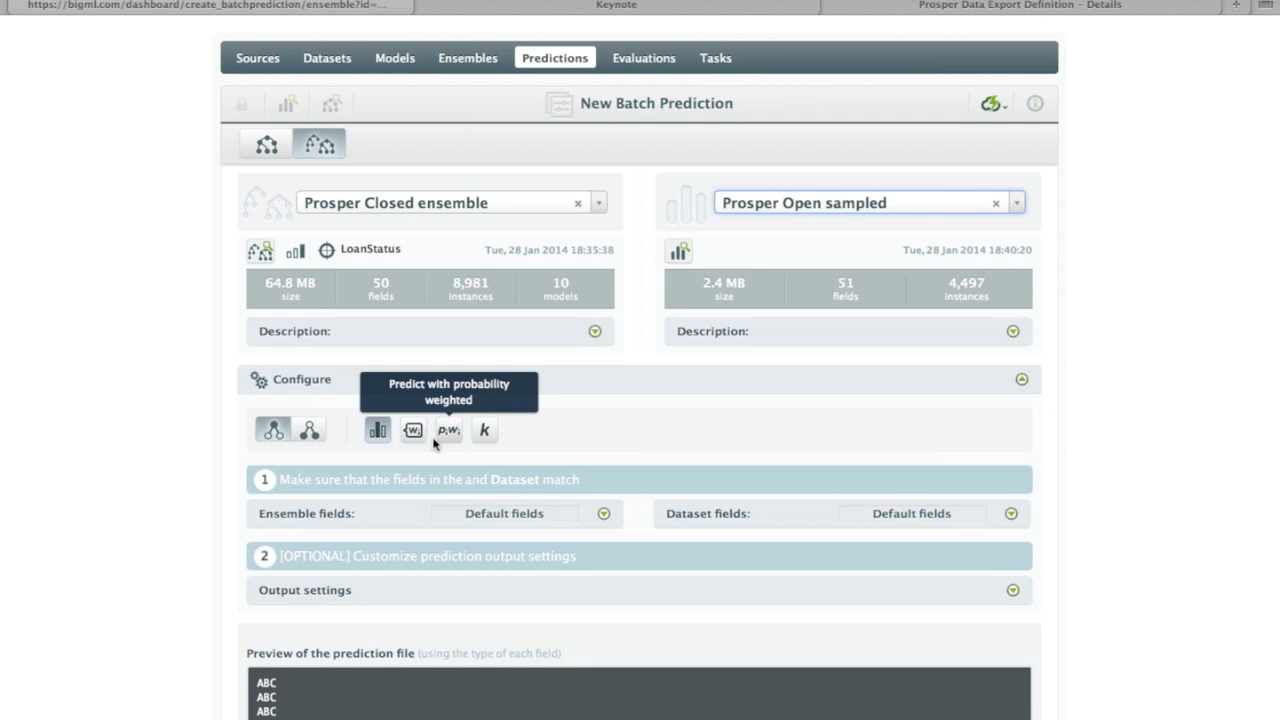 https://bigml.com/dashboard/create_batchprediction/ensemble?id=... Keynote Prosper Data Export Definition - Details +
Sources Datasets Models Ensembles Predictions Evaluations Tasks
New Batch Prediction
Prosper Closed ensemble × Prosper Open sampled ×
LoanStatus Tue, 28 Jan 2014 18:35:38 Tue, 28 Jan 2014 18:40:20
64.8 MB 50 8,981 10 2.4 MB 51 4,497
size fields instances models size fields instances
Description: Description:
Configure
Predict with probability
weighted
{wᵢ pᵢwᵢ k
1 Make sure that the fields in the and Dataset match
Ensemble fields: Default fields Dataset fields: Default fields
2 [OPTIONAL] Customize prediction output settings
Output settings
Preview of the prediction file (using the type of each field)
ABC
ABC
ABC